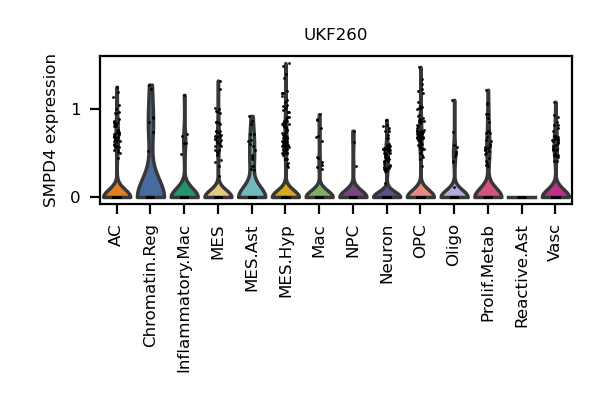 UKF260
SMPD4 expression
1
0
AC
Chromatin.Reg
Inflammatory.Mac
MES
MES.Ast
MES.Hyp
Mac
NPC
Neuron
OPC
Oligo
Prolif.Metab
Reactive.Ast
Vasc